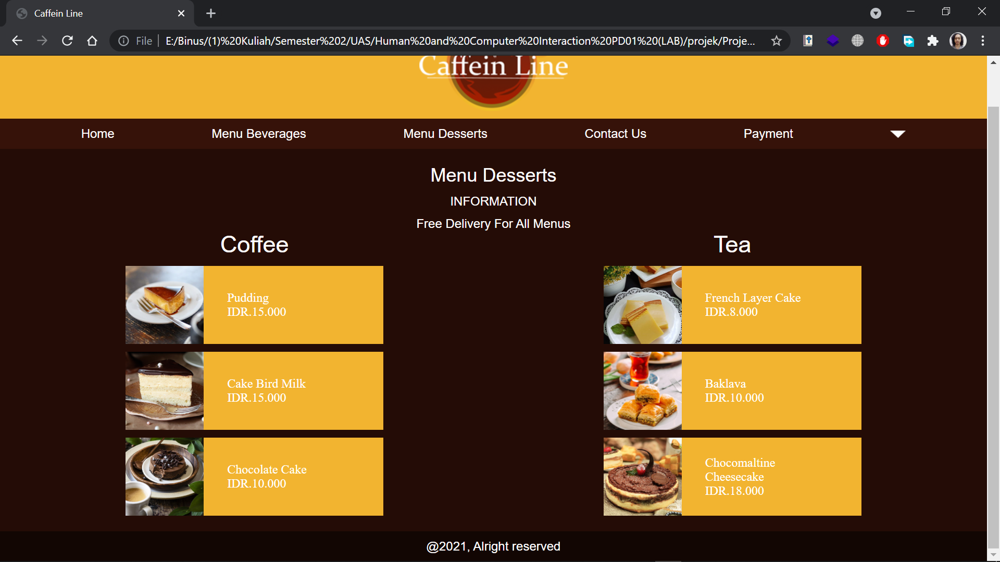 Caffein Line
File
E:/Binus/(1)%20Kuliah/Semester%202/UAS/Human%20and%20Computer%20Interaction%20PD01%20(LAB)/projek/Proje...
Caffein Line
Home
Menu Beverages
Menu Desserts
Contact Us
Payment
Menu Desserts
INFORMATION
Free Delivery For All Menus
Coffee
Pudding
IDR.15.000
Cake Bird Milk
IDR.15.000
Chocolate Cake
IDR.10.000
Tea
French Layer Cake
IDR.8.000
Baklava
IDR.10.000
Chocomaltine
Cheesecake
IDR.18.000
@2021, Alright reserved